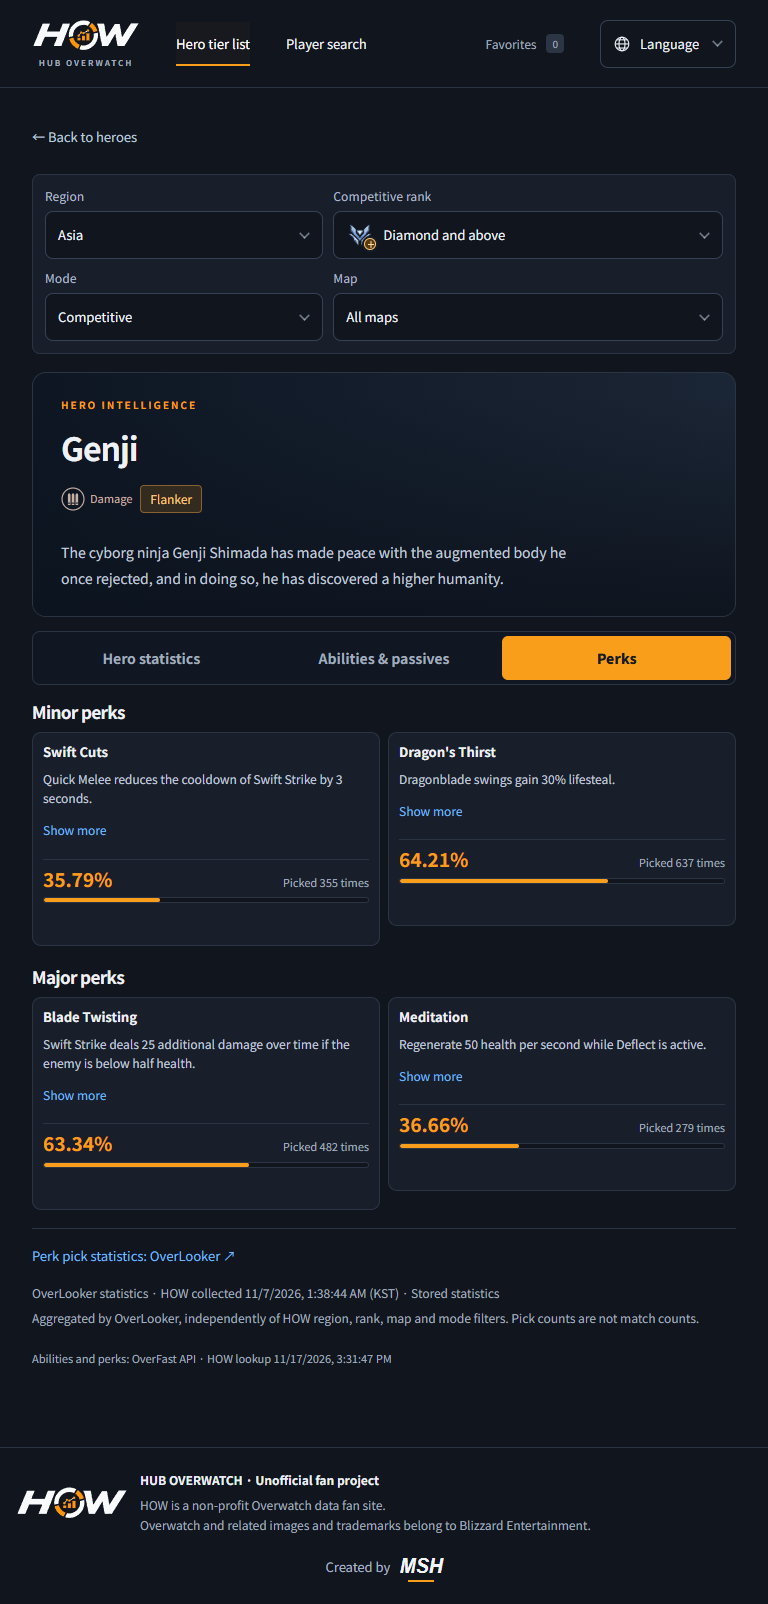 HOW
HUB OVERWATCH
Hero tier list
Player search
Favorites 0
Language
← Back to heroes
Region
Competitive rank
Asia
Diamond and above
Mode
Map
Competitive
All maps
HERO INTELLIGENCE
Genji
Damage
Flanker
The cyborg ninja Genji Shimada has made peace with the augmented body he
once rejected, and in doing so, he has discovered a higher humanity.
Hero statistics
Abilities & passives
Perks
Minor perks
Swift Cuts
Quick Melee reduces the cooldown of Swift Strike by 3
seconds.
Show more
35.79%
Picked 355 times
Dragon's Thirst
Dragonblade swings gain 30% lifesteal.
Show more
64.21%
Picked 637 times
Major perks
Blade Twisting
Swift Strike deals 25 additional damage over time if the
enemy is below half health.
Show more
63.34%
Picked 482 times
Meditation
Regenerate 50 health per second while Deflect is active.
Show more
36.66%
Picked 279 times
Perk pick statistics: OverLooker ↗
OverLooker statistics · HOW collected 11/7/2026, 1:38:44 AM (KST) · Stored statistics
Aggregated by OverLooker, independently of HOW region, rank, map and mode filters. Pick counts are not match counts.
Abilities and perks: OverFast API · HOW lookup 11/17/2026, 3:31:47 PM
HOW
HUB OVERWATCH · Unofficial fan project
HOW is a non-profit Overwatch data fan site.
Overwatch and related images and trademarks belong to Blizzard Entertainment.
Created by MSH